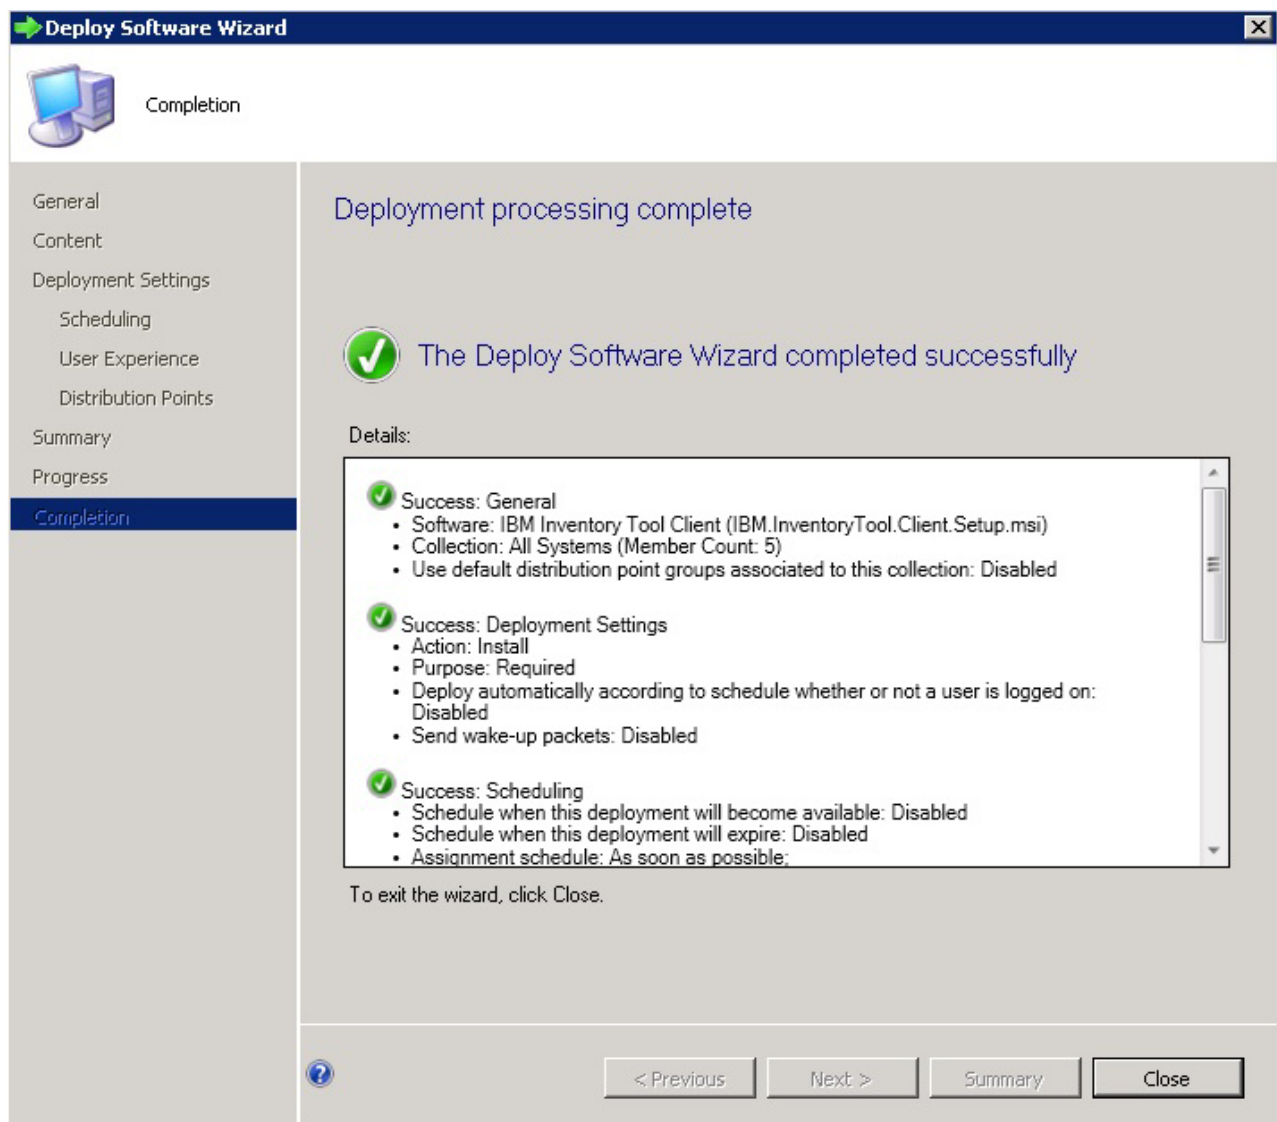 Deploy Software Wizard
Completion
General
Content
Deployment Settings
Scheduling
User Experience
Distribution Points
Summary
Progress
Completion
Deployment processing complete
The Deploy Software Wizard completed successfully
Details:
Success: General
• Software: IBM Inventory Tool Client (IBM.InventoryTool.Client.Setup.msi)
• Collection: All Systems (Member Count: 5)
• Use default distribution point groups associated to this collection: Disabled
Success: Deployment Settings
• Action: Install
• Purpose: Required
• Deploy automatically according to schedule whether or not a user is logged on:
Disabled
• Send wake-up packets: Disabled
Success: Scheduling
• Schedule when this deployment will become available: Disabled
• Schedule when this deployment will expire: Disabled
• Assignment schedule: As soon as possible;
To exit the wizard, click Close.
?
< Previous
Next >
Summary
Close